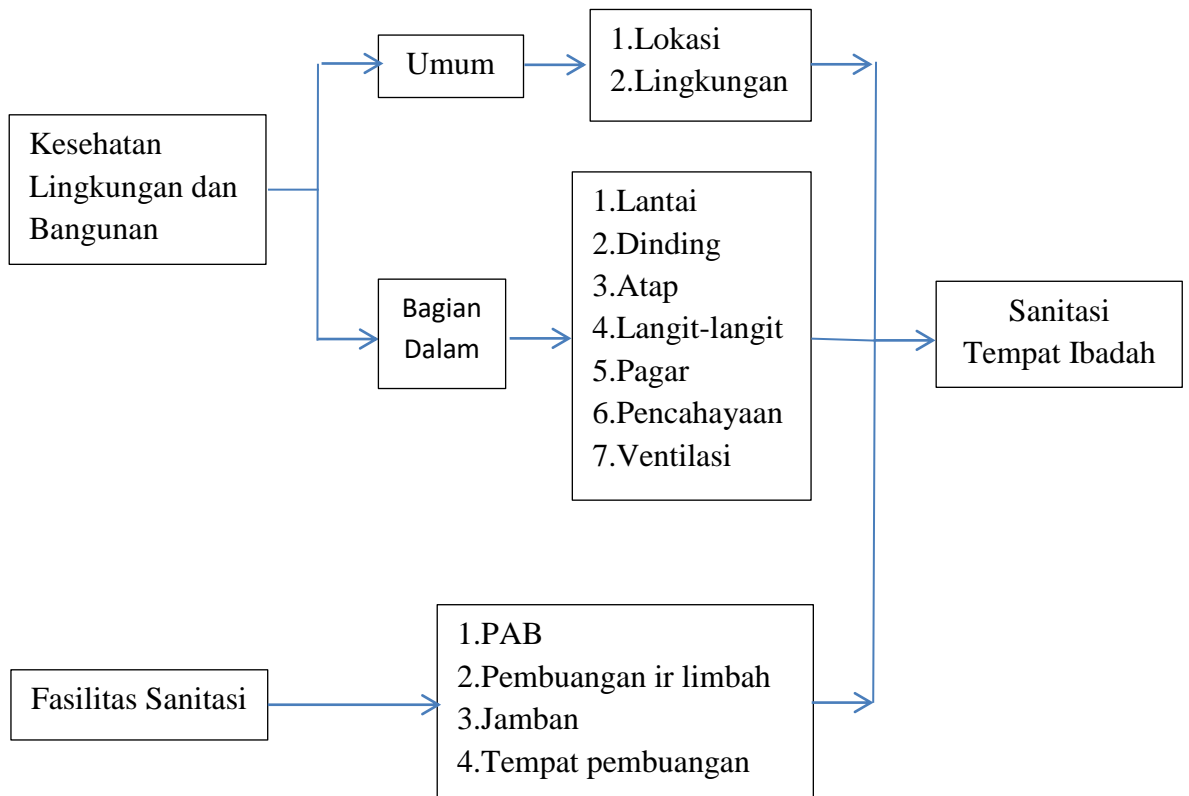 Umum
1.Lokasi
2.Lingkungan
Kesehatan
Lingkungan dan
Bangunan
Bagian
Dalam
1.Lantai
2.Dinding
3.Atap
4.Langit-langit
5.Pagar
6.Pencahayaan
7.Ventilasi
Sanitasi
Tempat Ibadah
Fasilitas Sanitasi
1.PAB
2.Pembuangan ir limbah
3.Jamban
4.Tempat pembuangan